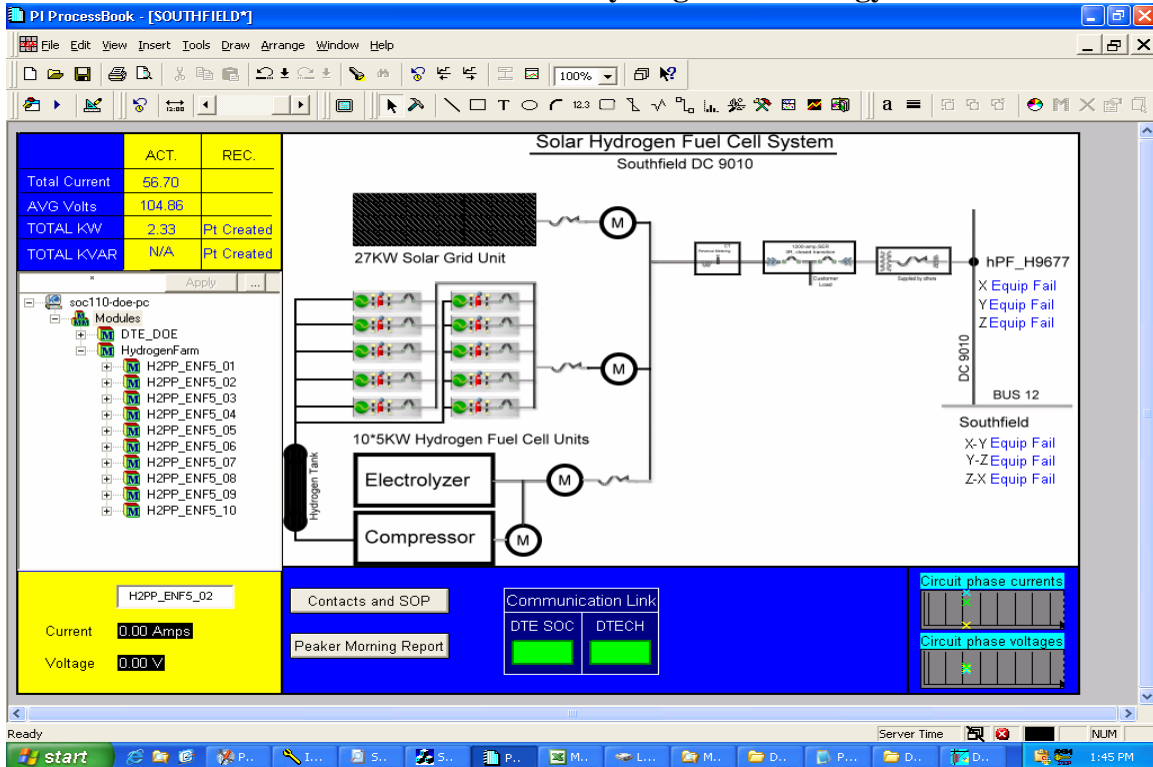 PI ProcessBook - [SOUTHFIELD*]
File Edit View Insert Tools Draw Arrange Window Help
100%
ACT. REC.
Total Current 56.70
AVG Volts 104.86
TOTAL KW 2.33 Pt Created
TOTAL KVAR N/A Pt Created
Apply ...
soc110-doe-pc
Modules
DTE_DOE
HydrogenFarm
H2PP_ENF5_01
H2PP_ENF5_02
H2PP_ENF5_03
H2PP_ENF5_04
H2PP_ENF5_05
H2PP_ENF5_06
H2PP_ENF5_07
H2PP_ENF5_08
H2PP_ENF5_09
H2PP_ENF5_10
Solar Hydrogen Fuel Cell System
Southfield DC 9010
M
27KW Solar Grid Unit
M
10*5KW Hydrogen Fuel Cell Units
Hydrogen Tank
Electrolyzer
M
Compressor
M
CT
Customer
Load
Supplied by others
hPF_H9677
X Equip Fail
Y Equip Fail
Z Equip Fail
DC 9010
BUS 12
Southfield
X-Y Equip Fail
Y-Z Equip Fail
Z-X Equip Fail
H2PP_ENF5_02
Current 0.00 Amps
Voltage 0.00 V
Contacts and SOP
Peaker Morning Report
Communication Link
DTE SOC DTECH
Circuit phase currents
Circuit phase voltages
Ready
Server Time
NUM
start P.. I... S.. S.. P.. M.. L... M.. D.. P... D.. D.. 1:45 PM